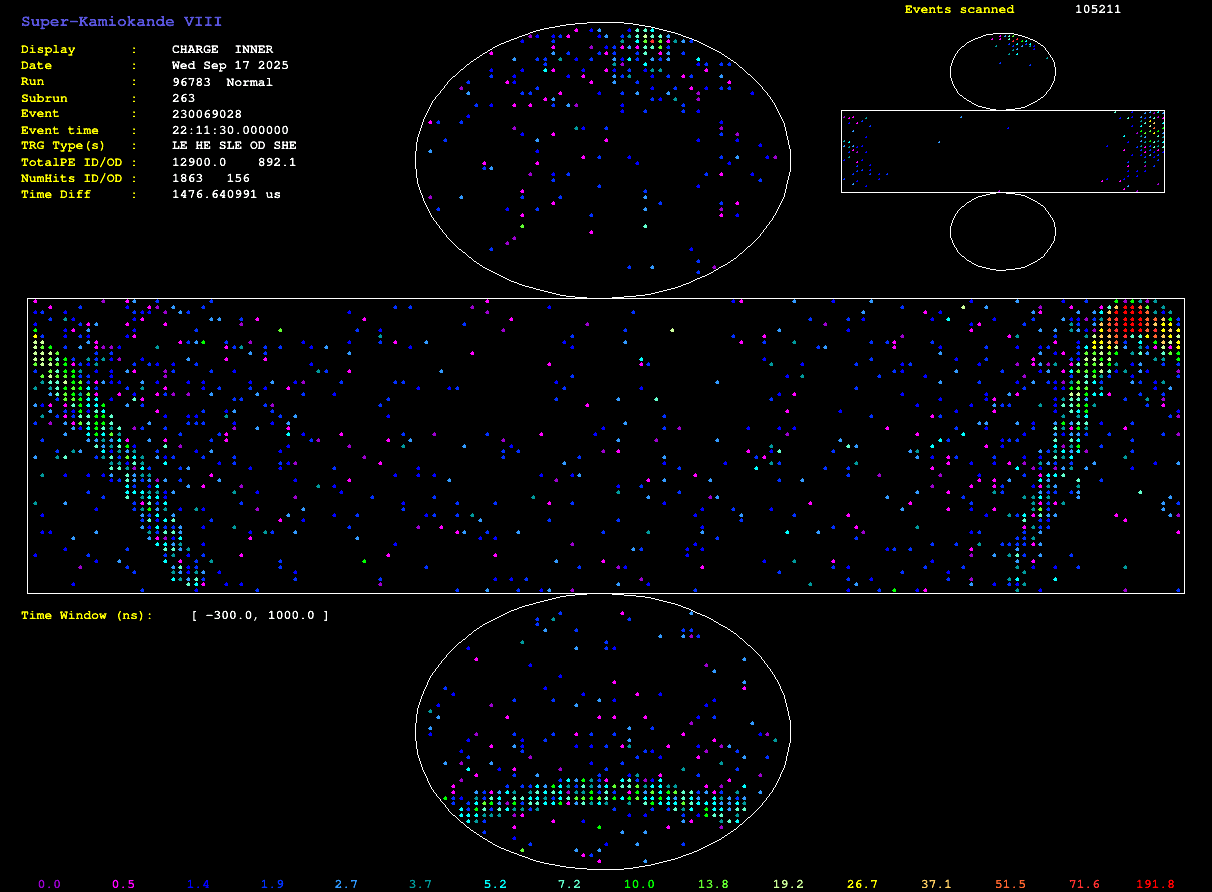 Super-Kamiokande VIII
Events scanned 105211
Display : CHARGE INNER
Date : Wed Sep 17 2025
Run : 96783 Normal
Subrun : 263
Event : 230069028
Event time : 22:11:30.000000
TRG Type(s) : LE HE SLE OD SHE
TotalPE ID/OD : 12900.0 892.1
NumHits ID/OD : 1863 156
Time Diff : 1476.640991 us
Time Window (ns): [ -300.0, 1000.0 ]
0.0 0.5 1.4 1.9 2.7 3.7 5.2 7.2 10.0 13.8 19.2 26.7 37.1 51.5 71.6 191.8